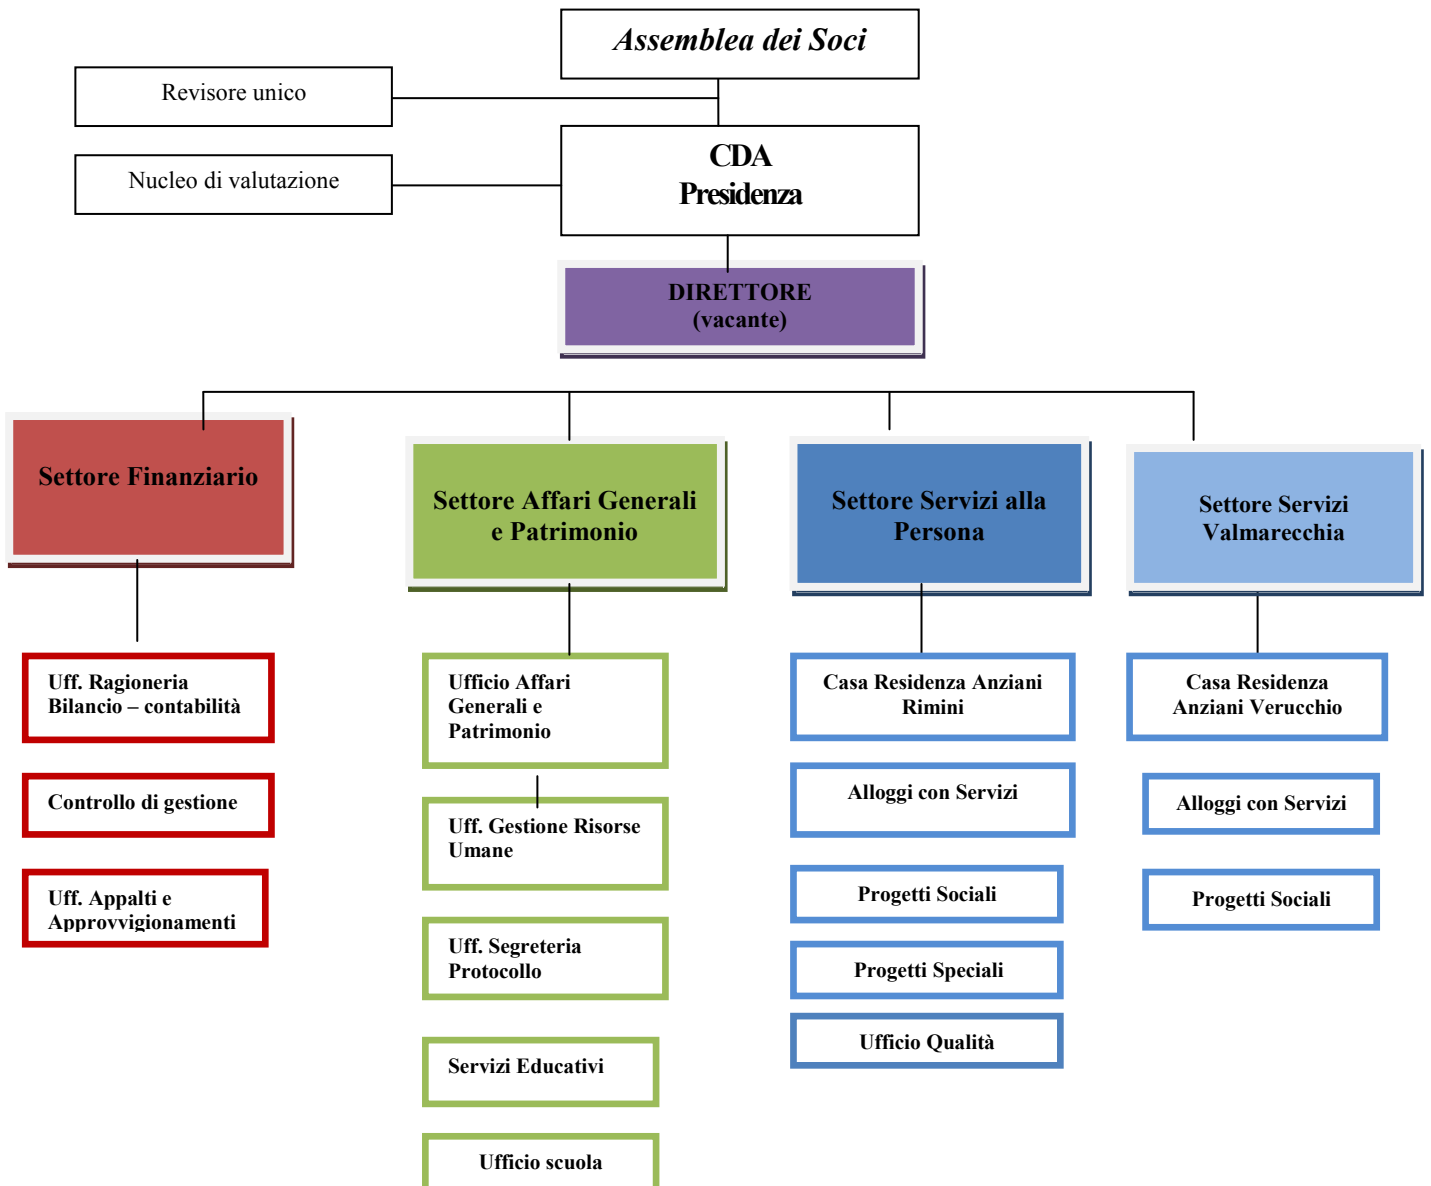 Assemblea dei Soci
Revisore unico
CDA
Presidenza
Nucleo di valutazione
DIRETTORE
(vacante)
Settore Finanziario
Settore Affari Generali
e Patrimonio
Settore Servizi alla
Persona
Settore Servizi
Valmarecchia
Uff. Ragioneria
Bilancio – contabilità
Controllo di gestione
Uff. Appalti e
Approvvigionamenti
Ufficio Affari
Generali e
Patrimonio
Uff. Gestione Risorse
Umane
Uff. Segreteria
Protocollo
Servizi Educativi
Ufficio scuola
Casa Residenza Anziani
Rimini
Alloggi con Servizi
Progetti Sociali
Progetti Speciali
Ufficio Qualità
Casa Residenza
Anziani Verucchio
Alloggi con Servizi
Progetti Sociali